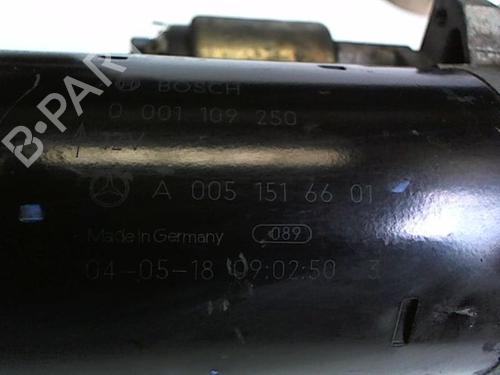 BOSCH
0 001 109 250
12V
A 005 151 66 01
Made in Germany 089
04-05-18 09:02:50 3
B-PARTS